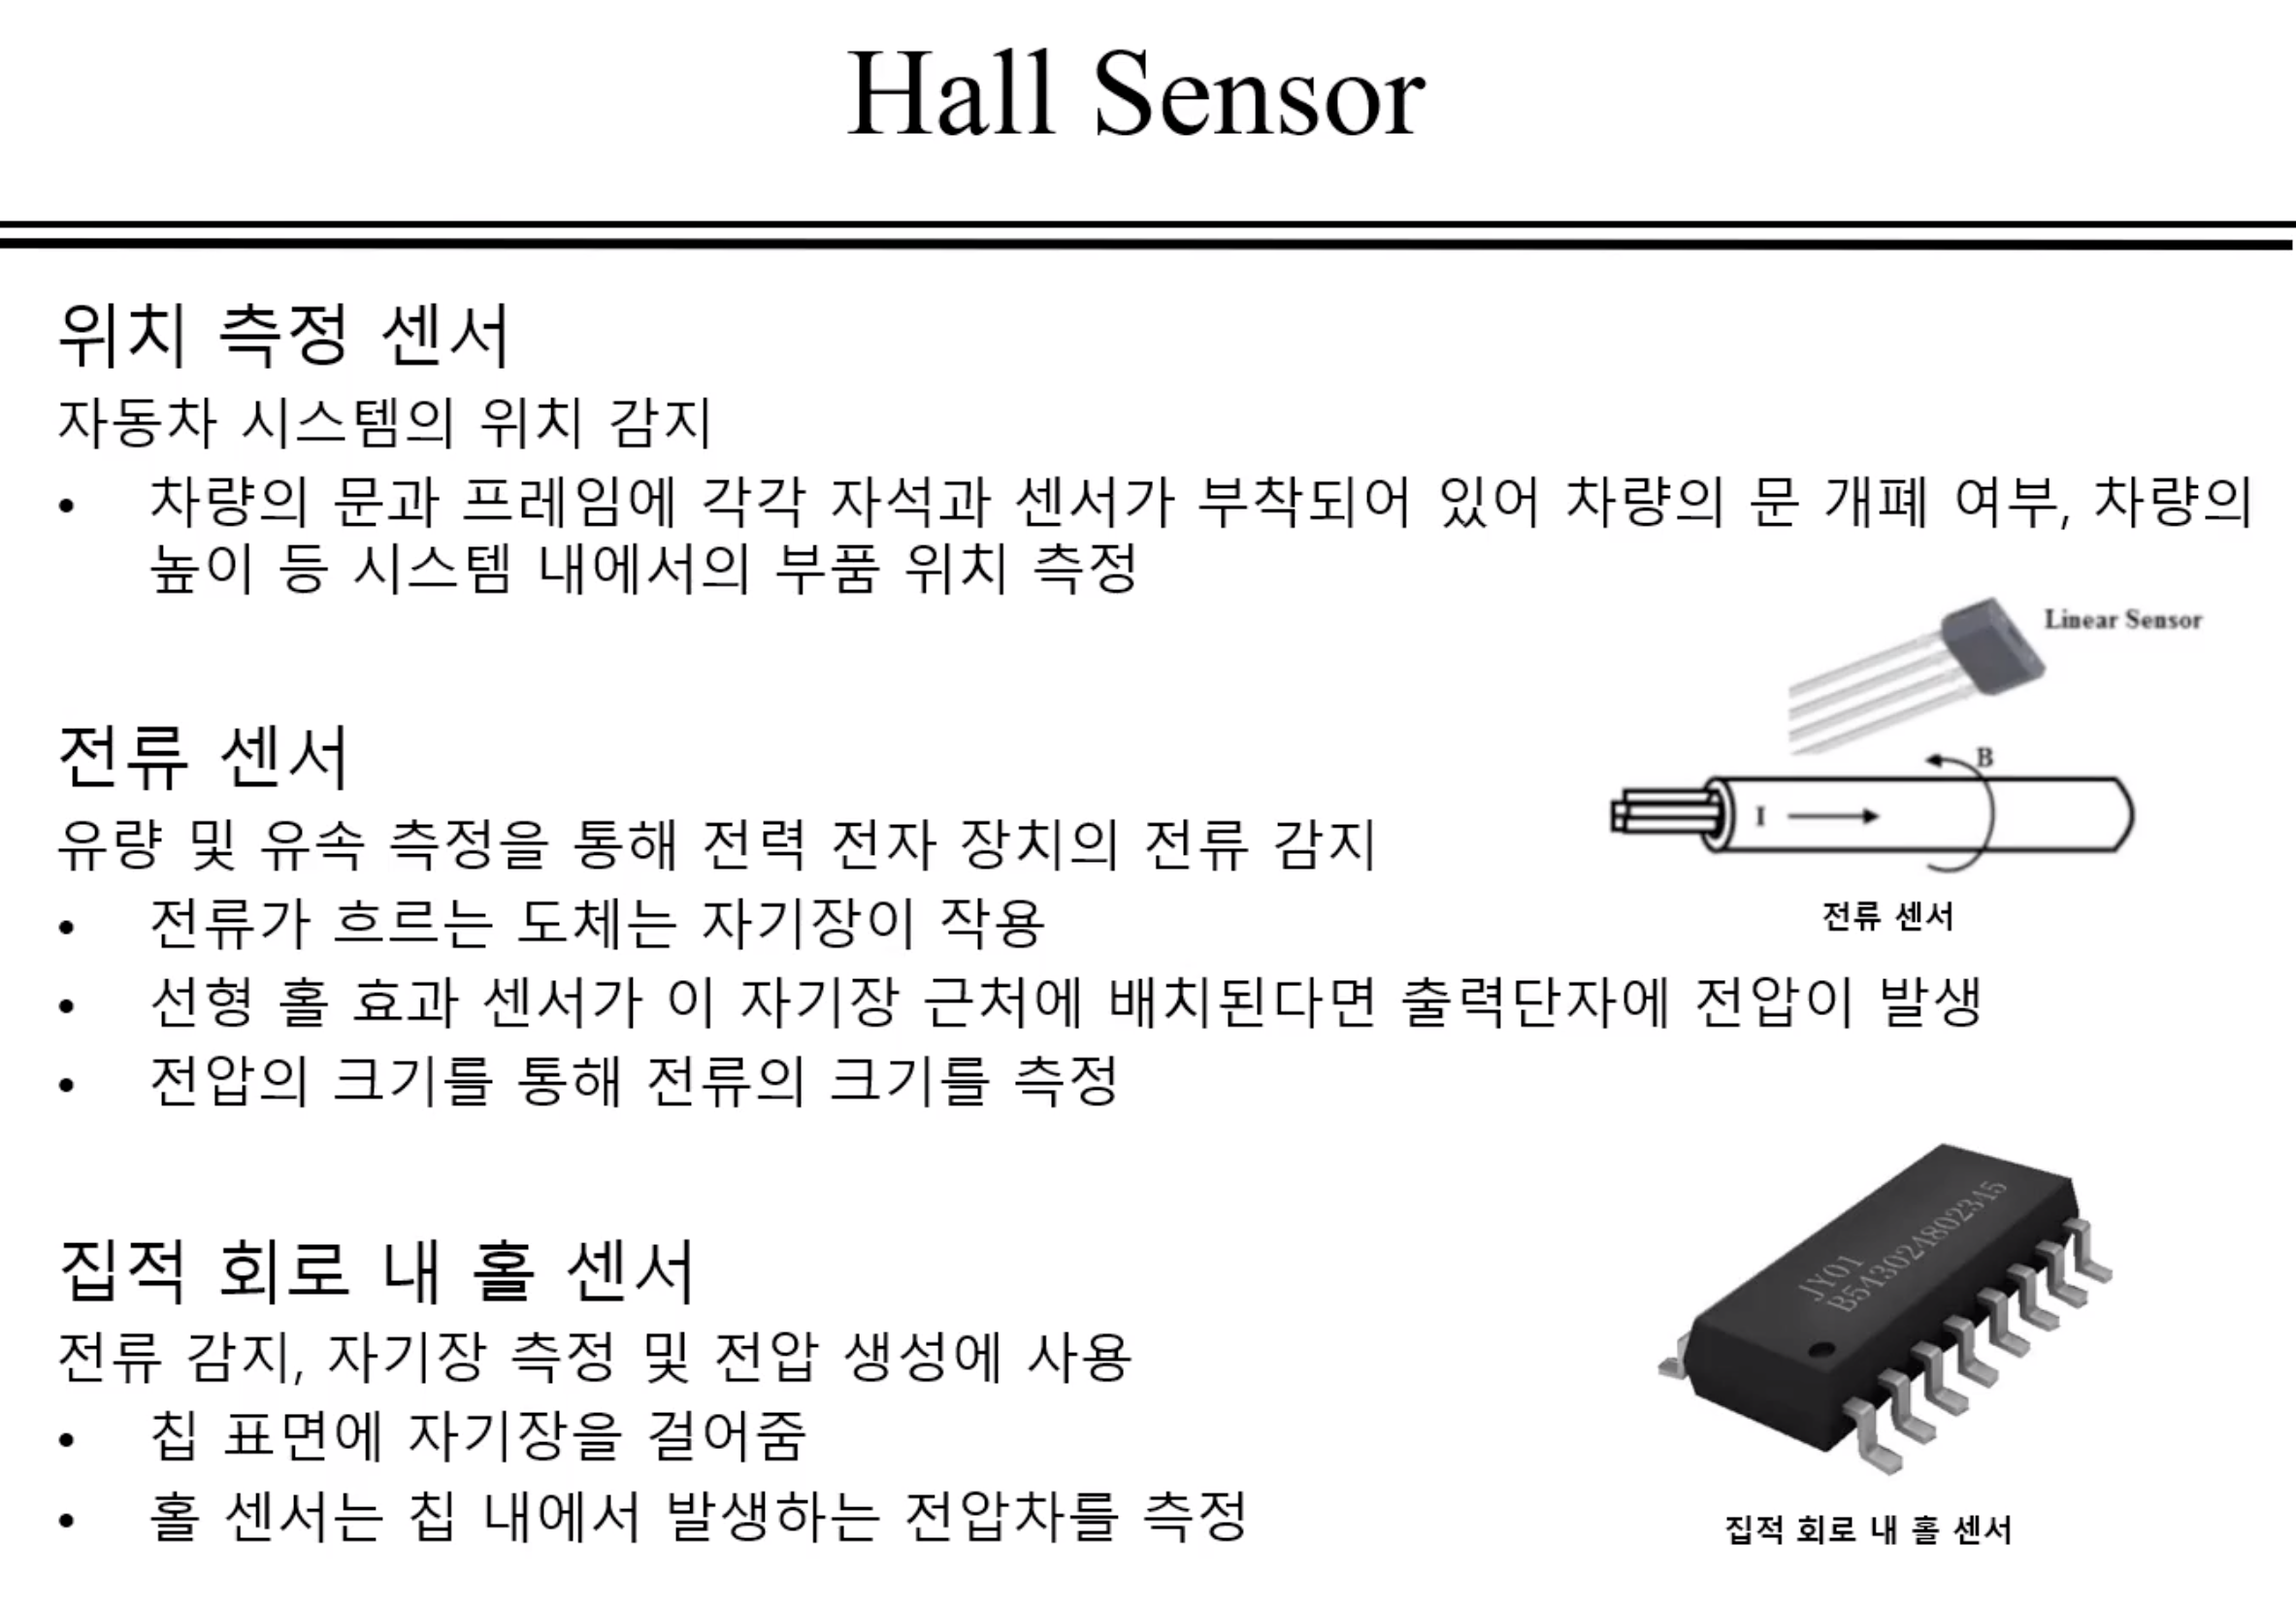 Hall Sensor
위치 측정 센서
자동차 시스템의 위치 감지
• 차량의 문과 프레임에 각각 자석과 센서가 부착되어 있어 차량의 문 개폐 여부, 차량의
높이 등 시스템 내에서의 부품 위치 측정
Linear Sensor
전류 센서
유량 및 유속 측정을 통해 전력 전자 장치의 전류 감지
B
I
전류 센서
• 전류가 흐르는 도체는 자기장이 작용
• 선형 홀 효과 센서가 이 자기장 근처에 배치된다면 출력단자에 전압이 발생
• 전압의 크기를 통해 전류의 크기를 측정
집적 회로 내 홀 센서
전류 감지, 자기장 측정 및 전압 생성에 사용
• 칩 표면에 자기장을 걸어줌
• 홀 센서는 칩 내에서 발생하는 전압차를 측정
JY01
B543024802345
집적 회로 내 홀 센서